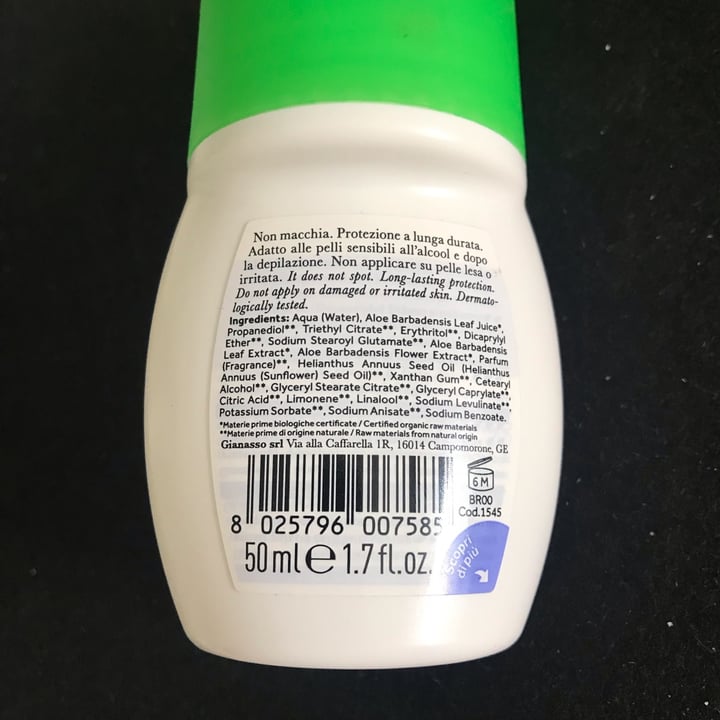 Non macchia. Protezione a lunga durata.
Adatto alle pelli sensibili all'alcool e dopo
la depilazione. Non applicare su pelle lesa o
irritata. It does not spot. Long-lasting protection.
Do not apply on damaged or irritated skin. Dermato-
logically tested.
Ingredients: Aqua (Water), Aloe Barbadensis Leaf Juice*,
Propanediol**, Triethyl Citrate**, Erythritol**, Dicaprylyl
Ether**, Sodium Stearoyl Glutamate**, Aloe Barbadensis
Leaf Extract*, Aloe Barbadensis Flower Extract*, Parfum
(Fragrance)**, Helianthus Annuus Seed Oil (Helianthus
Annuus (Sunflower) Seed Oil)**, Xanthan Gum**, Cetearyl
Alcohol**, Glyceryl Stearate Citrate**, Glyceryl Caprylate**,
Citric Acid**, Limonene**, Linalool**, Sodium Levulinate**,
Potassium Sorbate**, Sodium Anisate**, Sodium Benzoate.
*Materie prime biologiche certificate / Certified organic raw materials
**Materie prime di origine naturale / Raw materials from natural origin
Gianasso srl Via alla Caffarella 1R, 16014 Campomorone, GE
6 M
BR00
Cod.1545
8 025796 007585
50 ml e 1.7 fl.oz.
Scopri
di più